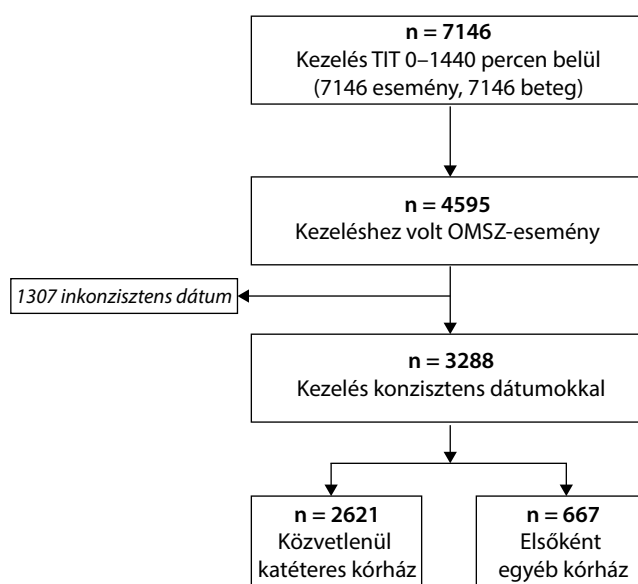 n = 7146
Kezelés TIT 0–1440 percen belül
(7146 esemény, 7146 beteg)
n = 4595
Kezeléshez volt OMSZ-esemény
1307 inkonzisztens dátum
n = 3288
Kezelés konzisztens dátumokkal
n = 2621
Közvetlenül
katéteres kórház
n = 667
Elsőként
egyéb kórház